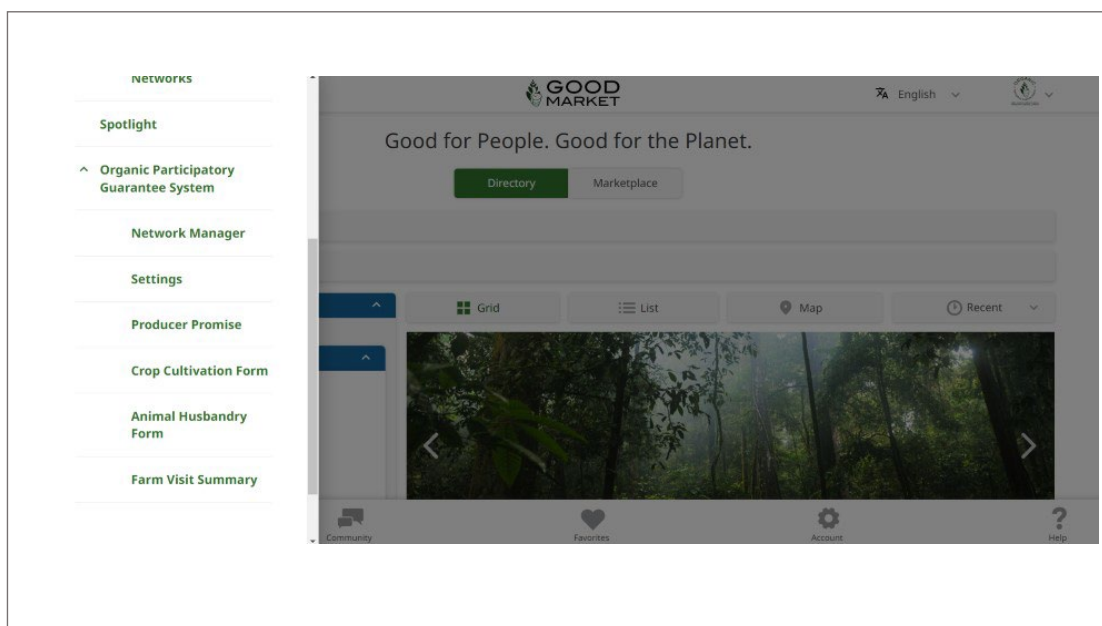 Networks
Spotlight
Organic Participatory
Guarantee System
Network Manager
Settings
Producer Promise
Crop Cultivation Form
Animal Husbandry
Form
Farm Visit Summary
GOOD
MARKET
English
Good for People. Good for the Planet.
Directory
Marketplace
Grid
List
Map
Recent
Community
Favorites
Account
Help